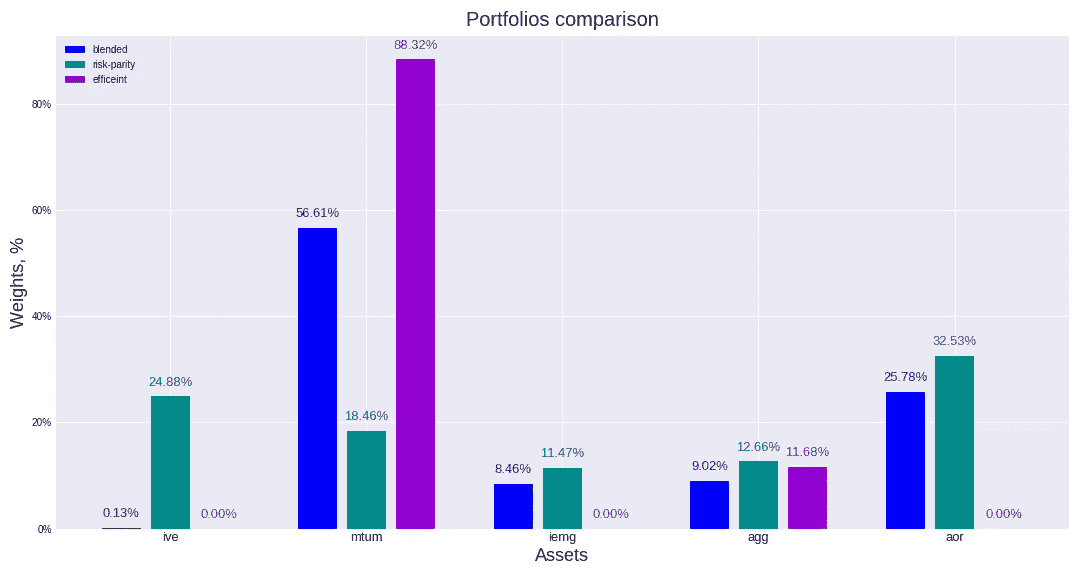 Portfolios comparison
blended
risk-parity
efficeint
Weights, %
80%
60%
40%
20%
0%
0.13%
24.88%
0.00%
56.61%
18.46%
88.32%
8.46%
11.47%
0.00%
9.02%
12.66%
11.68%
25.78%
32.53%
0.00%
ive
mtum
iemg
agg
aor
Assets